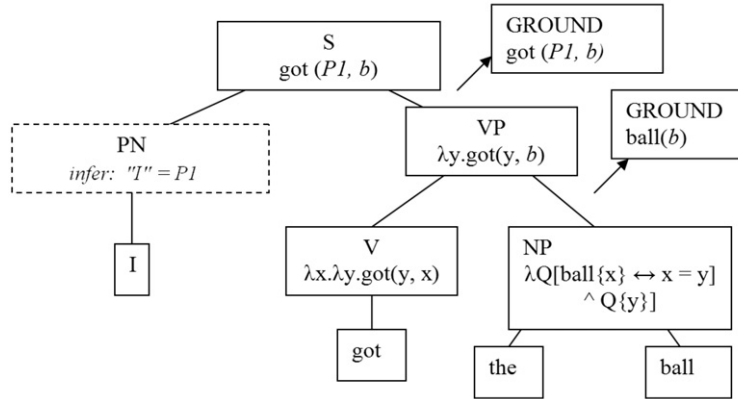 S
got (P1, b)
GROUND
got (P1, b)
GROUND
ball(b)
PN
infer: "I" = P1
VP
λy.got(y, b)
I
V
λx.λy.got(y, x)
NP
λQ[ball{x} ↔ x = y]
^ Q{y}]
got
the
ball